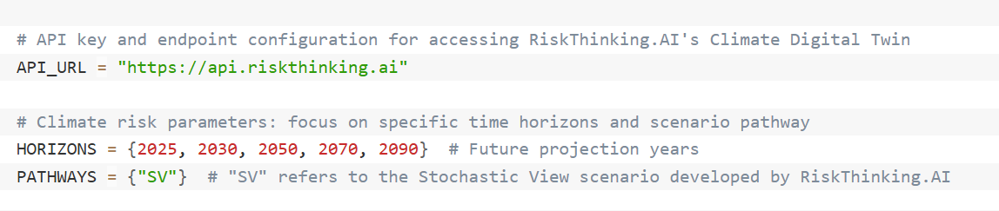 # API key and endpoint configuration for accessing RiskThinking.AI's Climate Digital Twin
API_URL = "https://api.riskthinking.ai"
# Climate risk parameters: focus on specific time horizons and scenario pathway
HORIZONS = {2025, 2030, 2050, 2070, 2090}  # Future projection years
PATHWAYS = {"SV"}  # "SV" refers to the Stochastic View scenario developed by RiskThinking.AI